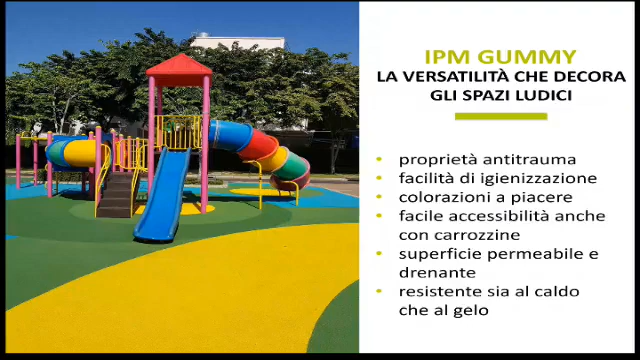 IPM GUMMY
LA VERSATILITÀ CHE DECORA
GLI SPAZI LUDICI
• proprietà antitrauma
• facilità di igienizzazione
• colorazioni a piacere
• facile accessibilità anche
con carrozzine
• superficie permeabile e
drenante
• resistente sia al caldo
che al gelo